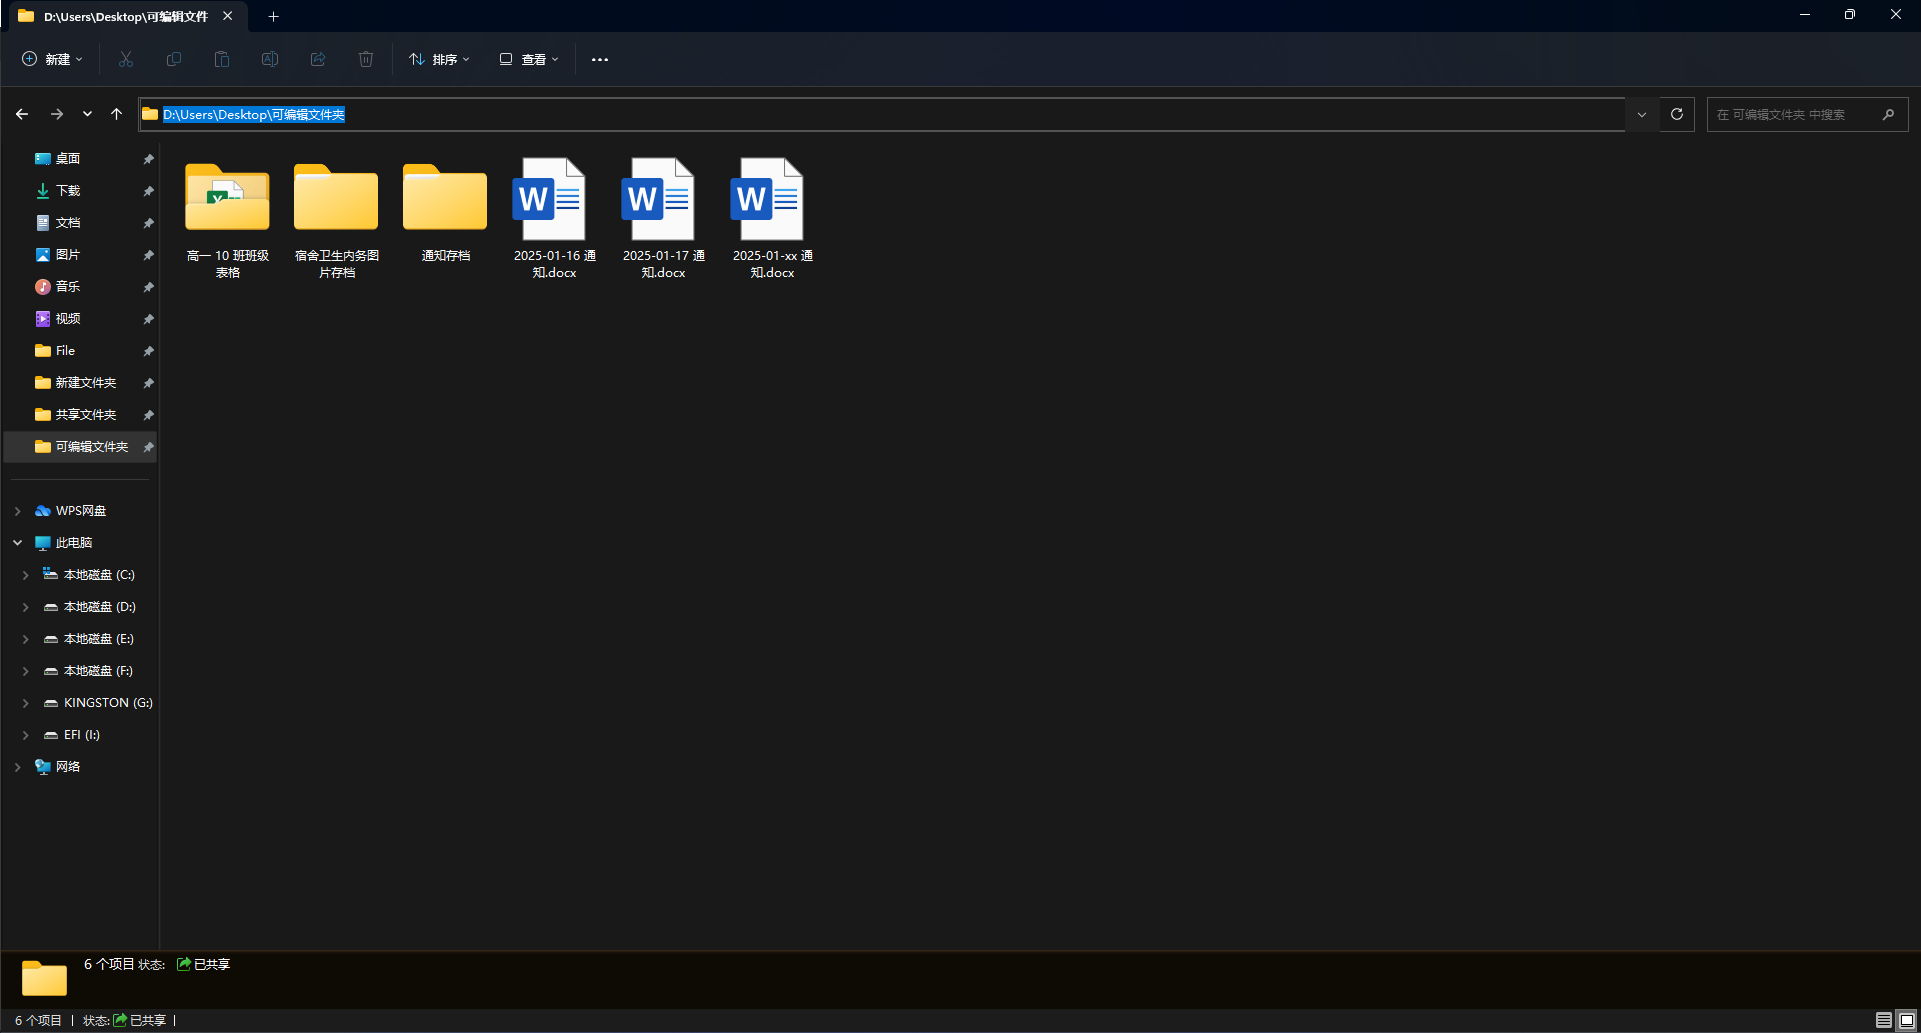 D:\Users\Desktop\可编辑文件
新建
排序
查看
D:\Users\Desktop\可编辑文件夹
在 可编辑文件夹 中搜索
桌面
下载
文档
图片
音乐
视频
File
新建文件夹
共享文件夹
可编辑文件夹
WPS网盘
此电脑
本地磁盘 (C:)
本地磁盘 (D:)
本地磁盘 (E:)
本地磁盘 (F:)
KINGSTON (G:)
EFI (I:)
网络
高一 10 班班级
表格
宿舍卫生内务图
片存档
通知存档
2025-01-16 通
知.docx
2025-01-17 通
知.docx
2025-01-xx 通
知.docx
6 个项目 状态: 已共享
6 个项目 状态: 已共享